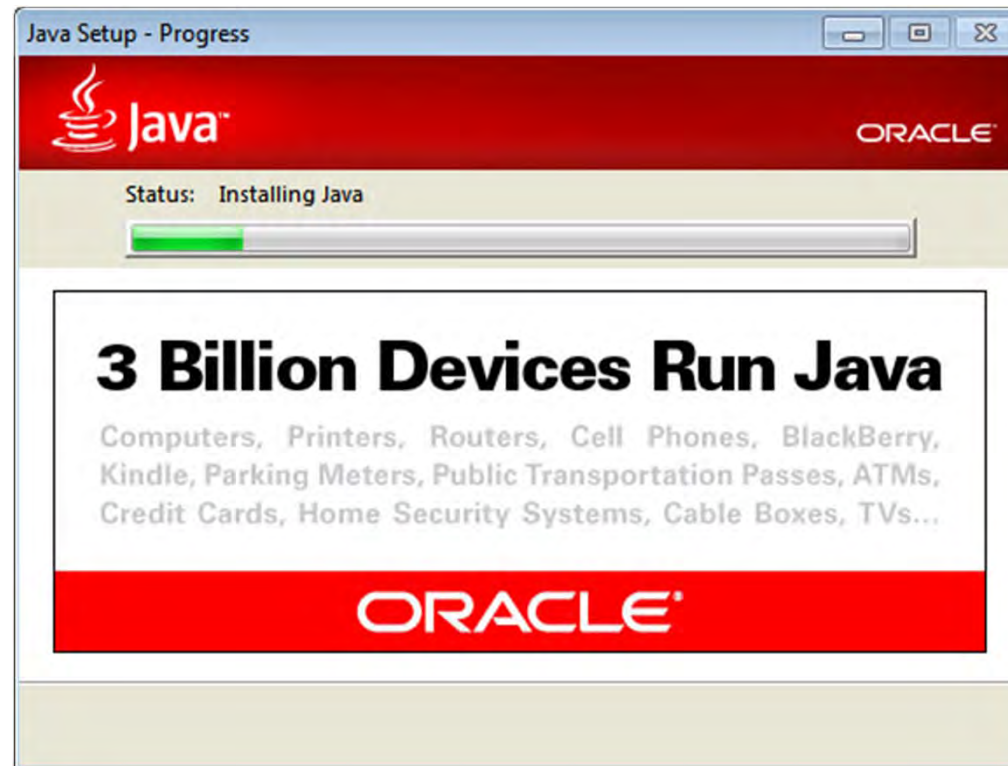 Java Setup - Progress
Java™
ORACLE®
Status: Installing Java
3 Billion Devices Run Java
Computers, Printers, Routers, Cell Phones, BlackBerry,
Kindle, Parking Meters, Public Transportation Passes, ATMs,
Credit Cards, Home Security Systems, Cable Boxes, TVs...
ORACLE®